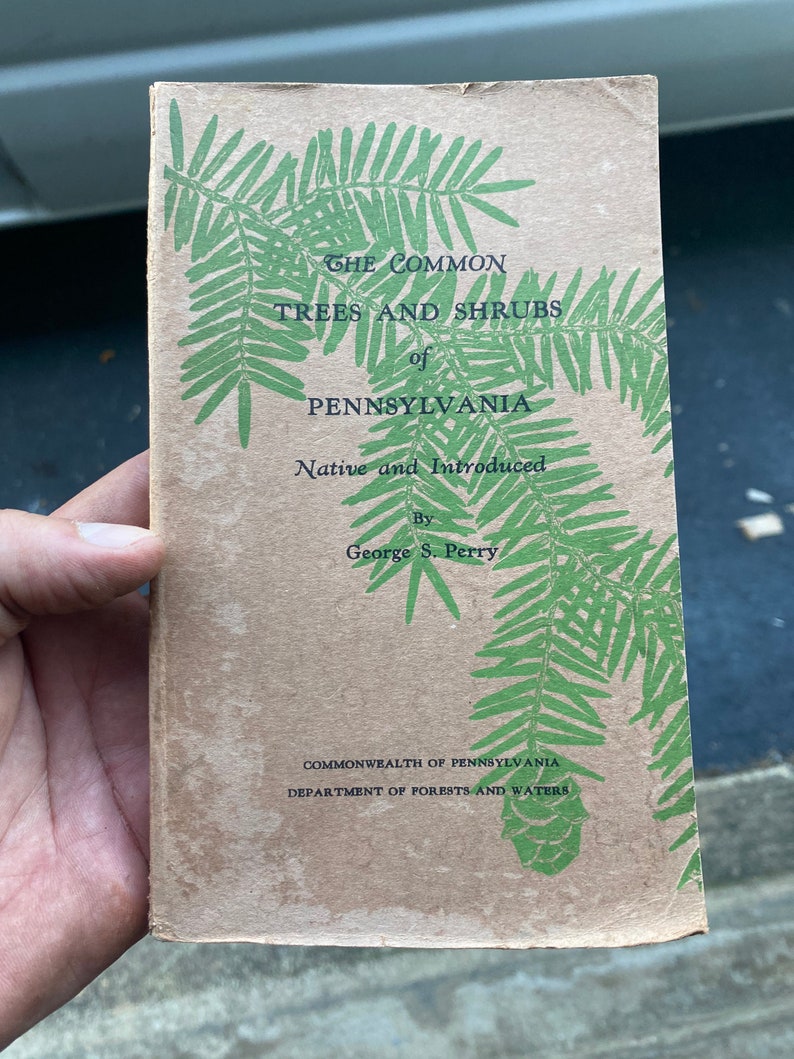 The Common
Trees and Shrubs
of
Pennsylvania
Native and Introduced
By
George S. Perry
Commonwealth of Pennsylvania
Department of Forests and Waters